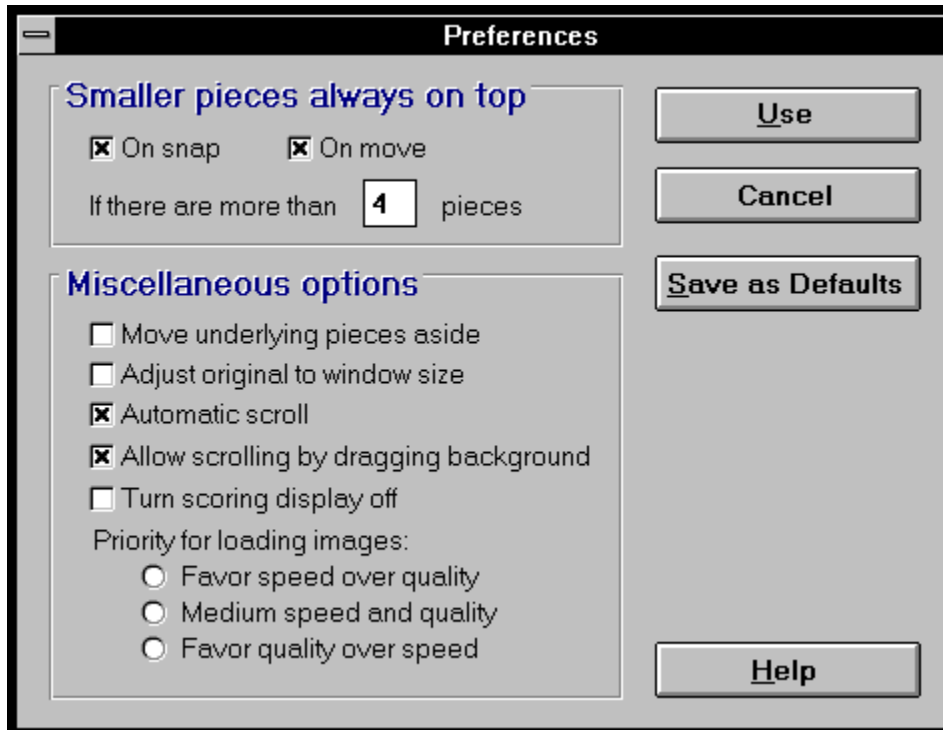 Preferences
Smaller pieces always on top
On snap On move
If there are more than 4 pieces
Use
Cancel
Save as Defaults
Miscellaneous options
Move underlying pieces aside
Adjust original to window size
Automatic scroll
Allow scrolling by dragging background
Turn scoring display off
Priority for loading images:
Favor speed over quality
Medium speed and quality
Favor quality over speed
Help